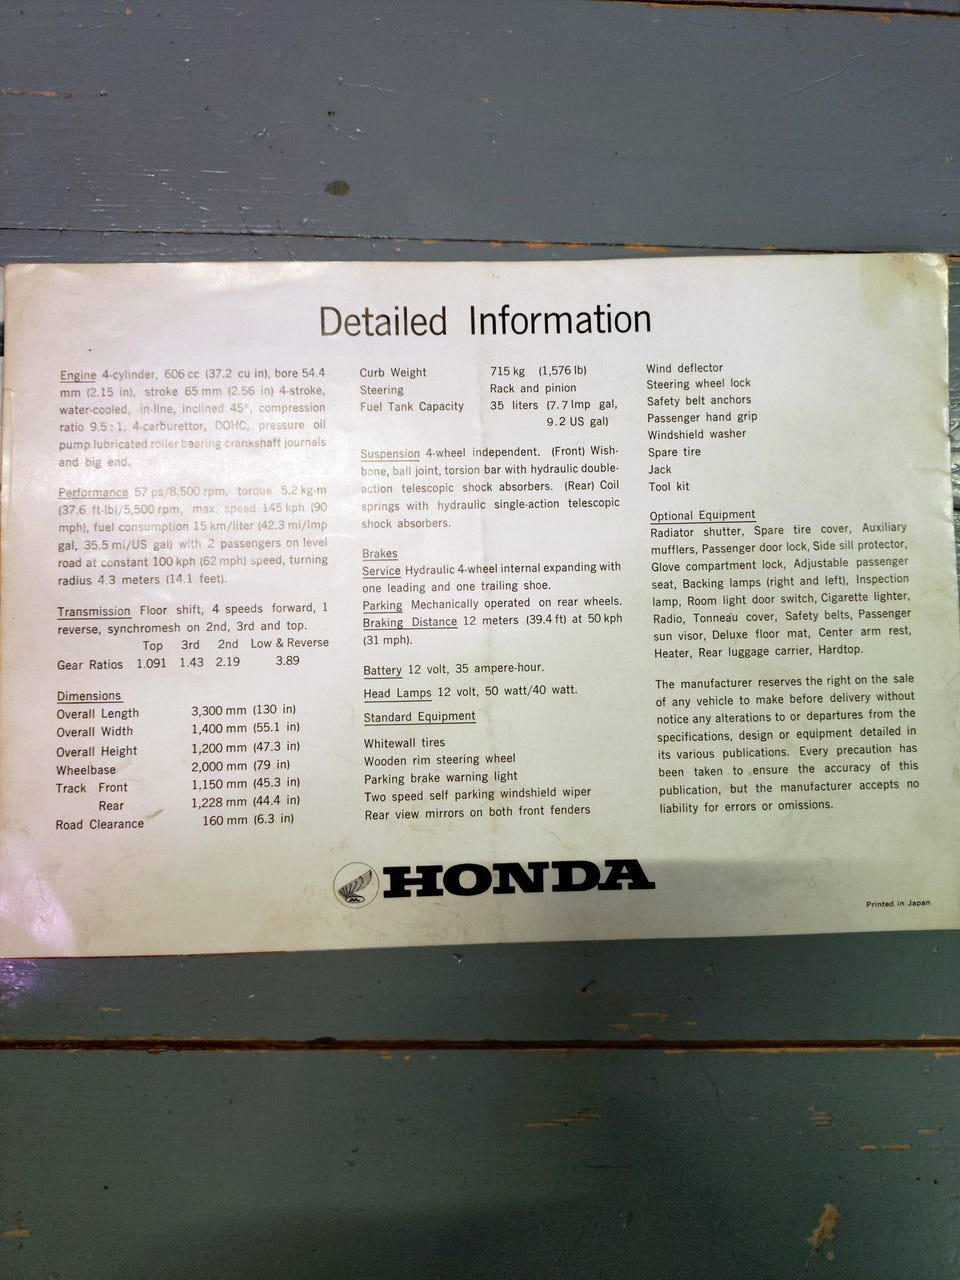 Detailed Information
Engine 4-cylinder, 606 cc (37.2 cu in), bore 54.4
mm (2.15 in), stroke 65 mm (2.56 in) 4-stroke,
water-cooled, in-line, inclined 45°, compression
ratio 9.5 : 1, 4-carburettor, DOHC, pressure oil
pump lubricated roller bearing crankshaft journals
and big end.
Performance 57 ps/8,500 rpm, torque 5.2 kg-m
(37.6 ft-lb)/5,500 rpm, max. speed 145 kph (90
mph), fuel consumption 15 km/liter (42.3 mi/Imp
gal, 35.5 mi/US gal) with 2 passengers on level
road at constant 100 kph (62 mph) speed, turning
radius 4.3 meters (14.1 feet).
Transmission Floor shift, 4 speeds forward, 1
reverse, synchromesh on 2nd, 3rd and top.
Top 3rd 2nd Low & Reverse
Gear Ratios 1.091 1.43 2.19 3.89
Dimensions
Overall Length 3,300 mm (130 in)
Overall Width 1,400 mm (55.1 in)
Overall Height 1,200 mm (47.3 in)
Wheelbase 2,000 mm (79 in)
Track Front 1,150 mm (45.3 in)
Rear 1,228 mm (44.4 in)
Road Clearance 160 mm (6.3 in)
Curb Weight 715 kg (1,576 lb)
Steering Rack and pinion
Fuel Tank Capacity 35 liters (7.7 Imp gal,
9.2 US gal)
Suspension 4-wheel independent. (Front) Wish-
bone, ball joint, torsion bar with hydraulic double-
action telescopic shock absorbers. (Rear) Coil
springs with hydraulic single-action telescopic
shock absorbers.
Brakes
Service Hydraulic 4-wheel internal expanding with
one leading and one trailing shoe.
Parking Mechanically operated on rear wheels.
Braking Distance 12 meters (39.4 ft) at 50 kph
(31 mph).
Battery 12 volt, 35 ampere-hour.
Head Lamps 12 volt, 50 watt/40 watt.
Standard Equipment
Whitewall tires
Wooden rim steering wheel
Parking brake warning light
Two speed self parking windshield wiper
Rear view mirrors on both front fenders
Wind deflector
Steering wheel lock
Safety belt anchors
Passenger hand grip
Windshield washer
Spare tire
Jack
Tool kit
Optional Equipment
Radiator shutter, Spare tire cover, Auxiliary
mufflers, Passenger door lock, Side sill protector,
Glove compartment lock, Adjustable passenger
seat, Backing lamps (right and left), Inspection
lamp, Room light door switch, Cigarette lighter,
Radio, Tonneau cover, Safety belts, Passenger
sun visor, Deluxe floor mat, Center arm rest,
Heater, Rear luggage carrier, Hardtop.
The manufacturer reserves the right on the sale
of any vehicle to make before delivery without
notice any alterations to or departures from the
specifications, design or equipment detailed in
its various publications. Every precaution has
been taken to ensure the accuracy of this
publication, but the manufacturer accepts no
liability for errors or omissions.
HONDA
Printed in Japan